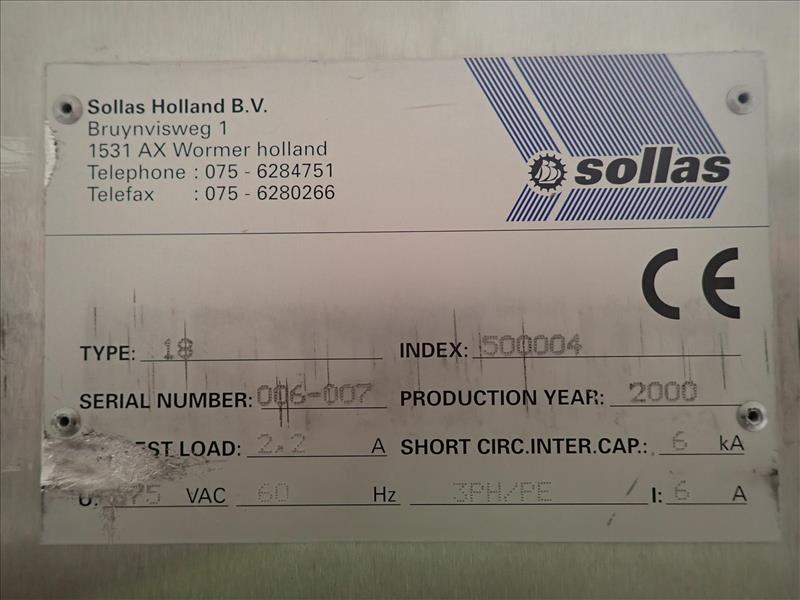 Sollas Holland B.V.
Bruynvisweg 1
1531 AX Wormer holland
Telephone : 075 - 6284751
Telefax : 075 - 6280266
sollas
CE
TYPE: 18 INDEX: 500004
SERIAL NUMBER: 006-007 PRODUCTION YEAR: 2000
LOAD: 2.2 A SHORT CIRC.INTER.CAP.: 6 kA
U: VAC 60 Hz 3PH/PE I: 6 A